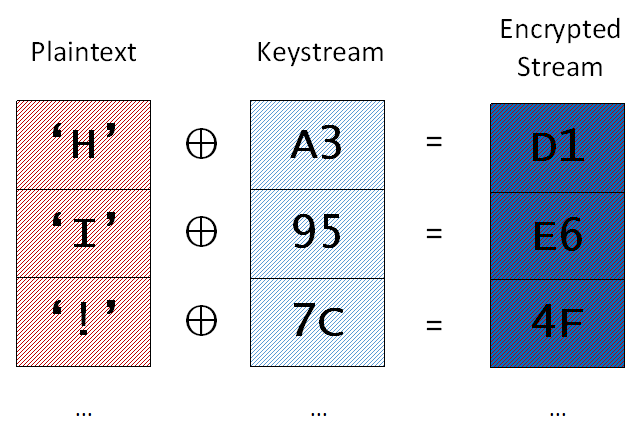 Plaintext
Keystream
Encrypted
Stream
‘H’ ⊕ A3 = D1
‘I’ ⊕ 95 = E6
‘!’ ⊕ 7C = 4F
... ... ...